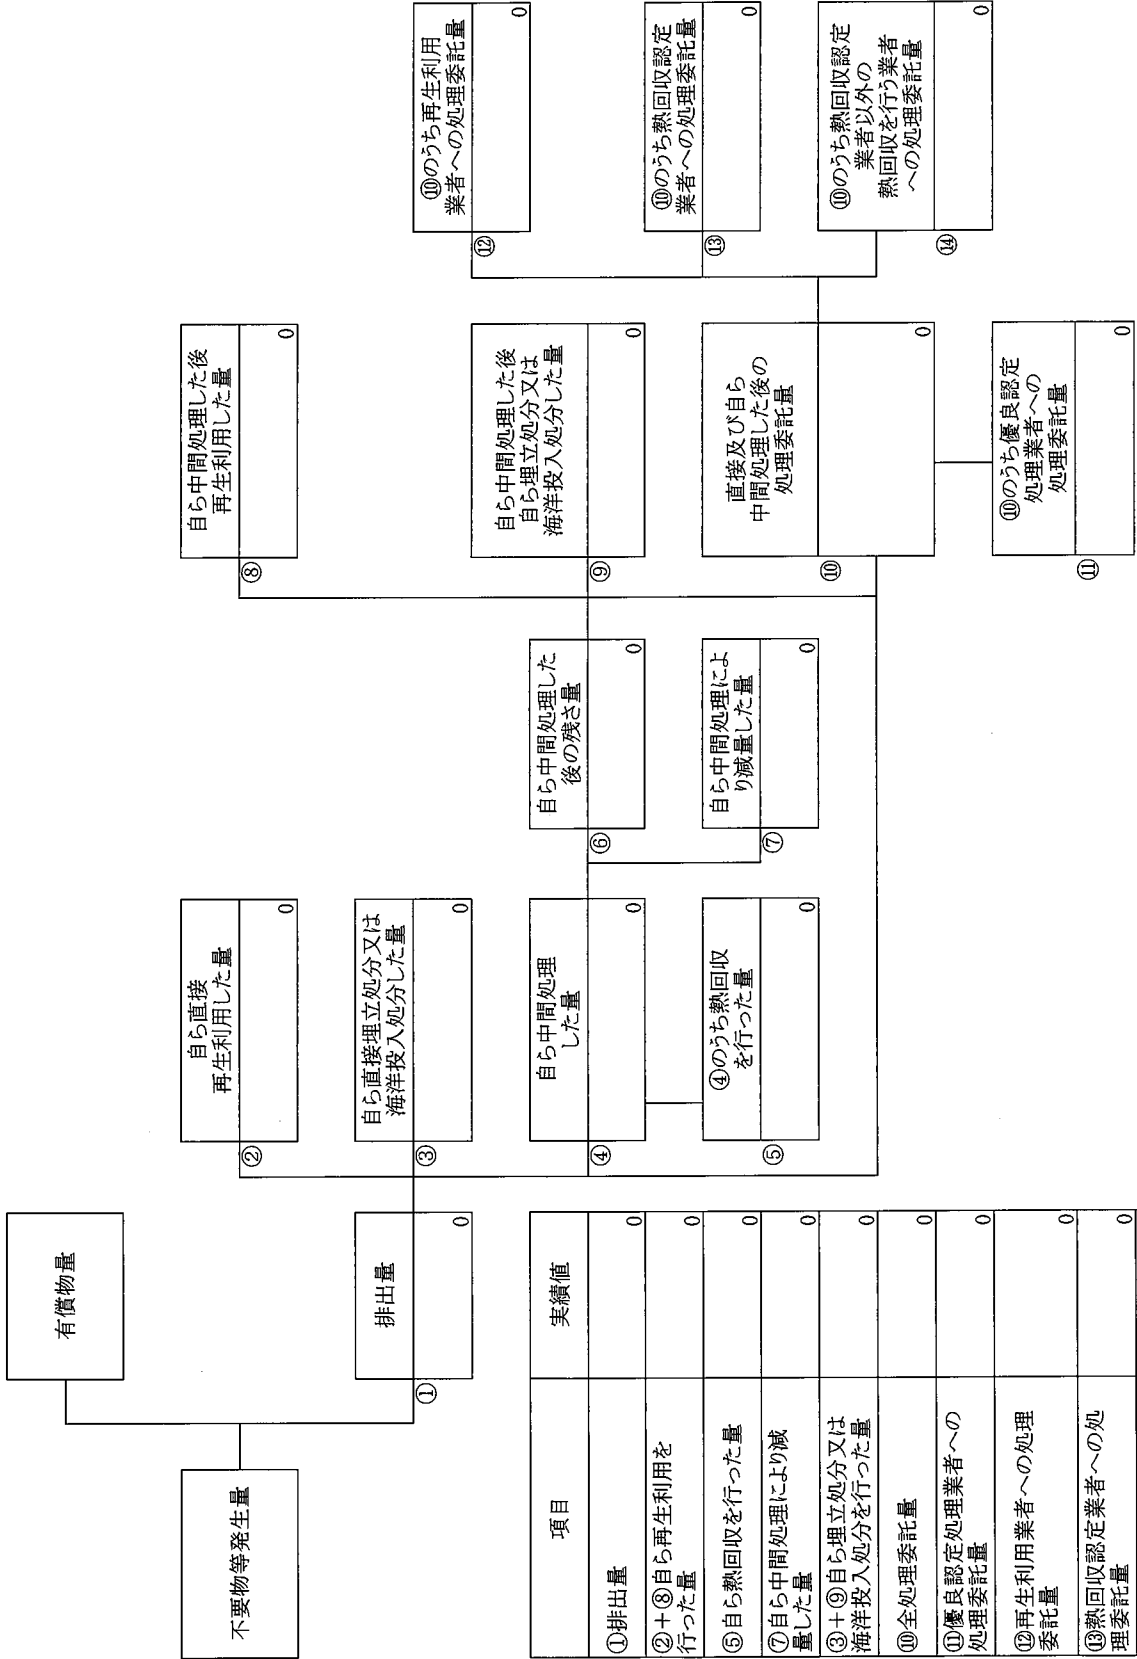 不要物等発生量
有償物量
排出量
①
0
自ら直接
再生利用した量
②
0
自ら直接埋立処分又は
海洋投入処分した量
③
0
自ら中間処理
した量
④
0
④のうち熱回収
を行った量
⑤
0
自ら中間処理した
後の残さ量
⑥
0
自ら中間処理によ
り減量した量
⑦
0
自ら中間処理した後
再生利用した量
⑧
0
自ら中間処理した後
自ら埋立処分又は
海洋投入処分した量
⑨
0
直接及び自ら
中間処理した後の
処理委託量
⑩
0
⑩のうち優良認定
処理業者への
処理委託量
⑪
0
⑩のうち再生利用
業者への処理委託量
⑫
0
⑩のうち熱回収認定
業者への処理委託量
⑬
0
⑩のうち熱回収認定
業者以外の
熱回収を行う業者
への処理委託量
⑭
0
項目 実績値
①排出量 0
②+⑧自ら再生利用を
行った量 0
⑤自ら熱回収を行った量 0
⑦自ら中間処理により減
量した量 0
③+⑨自ら埋立処分又は
海洋投入処分を行った量 0
⑩全処理委託量 0
⑪優良認定処理業者への
処理委託量 0
⑫再生利用業者への処理
委託量 0
⑬熱回収認定業者への処
理委託量 0